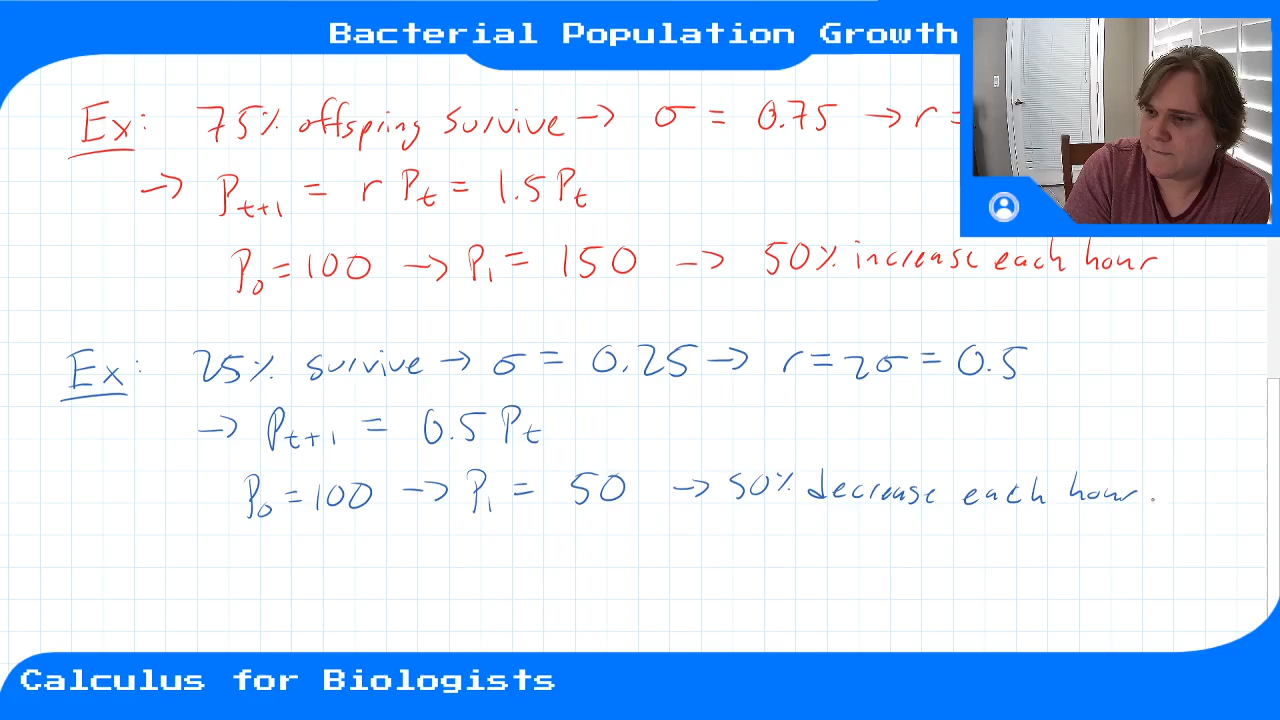 Bacterial Population Growth
Ex: 75% offspring survive → σ = 0.75 → r =
→ P_{t+1} = r P_t = 1.5 P_t
P_0 = 100 → P_1 = 150 → 50% increase each hour
Ex: 25% survive → σ = 0.25 → r = 2σ = 0.5
→ P_{t+1} = 0.5 P_t
P_0 = 100 → P_1 = 50 → 50% decrease each hour.
Calculus for Biologists